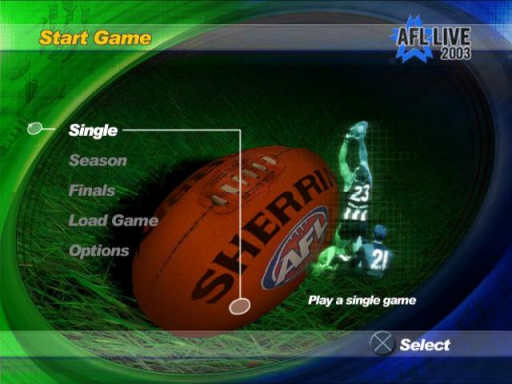 Start Game
AFL LIVE
2003
Single
Season
Finals
Load Game
Options
SHERRIN
AFL
23
21
Play a single game
Select